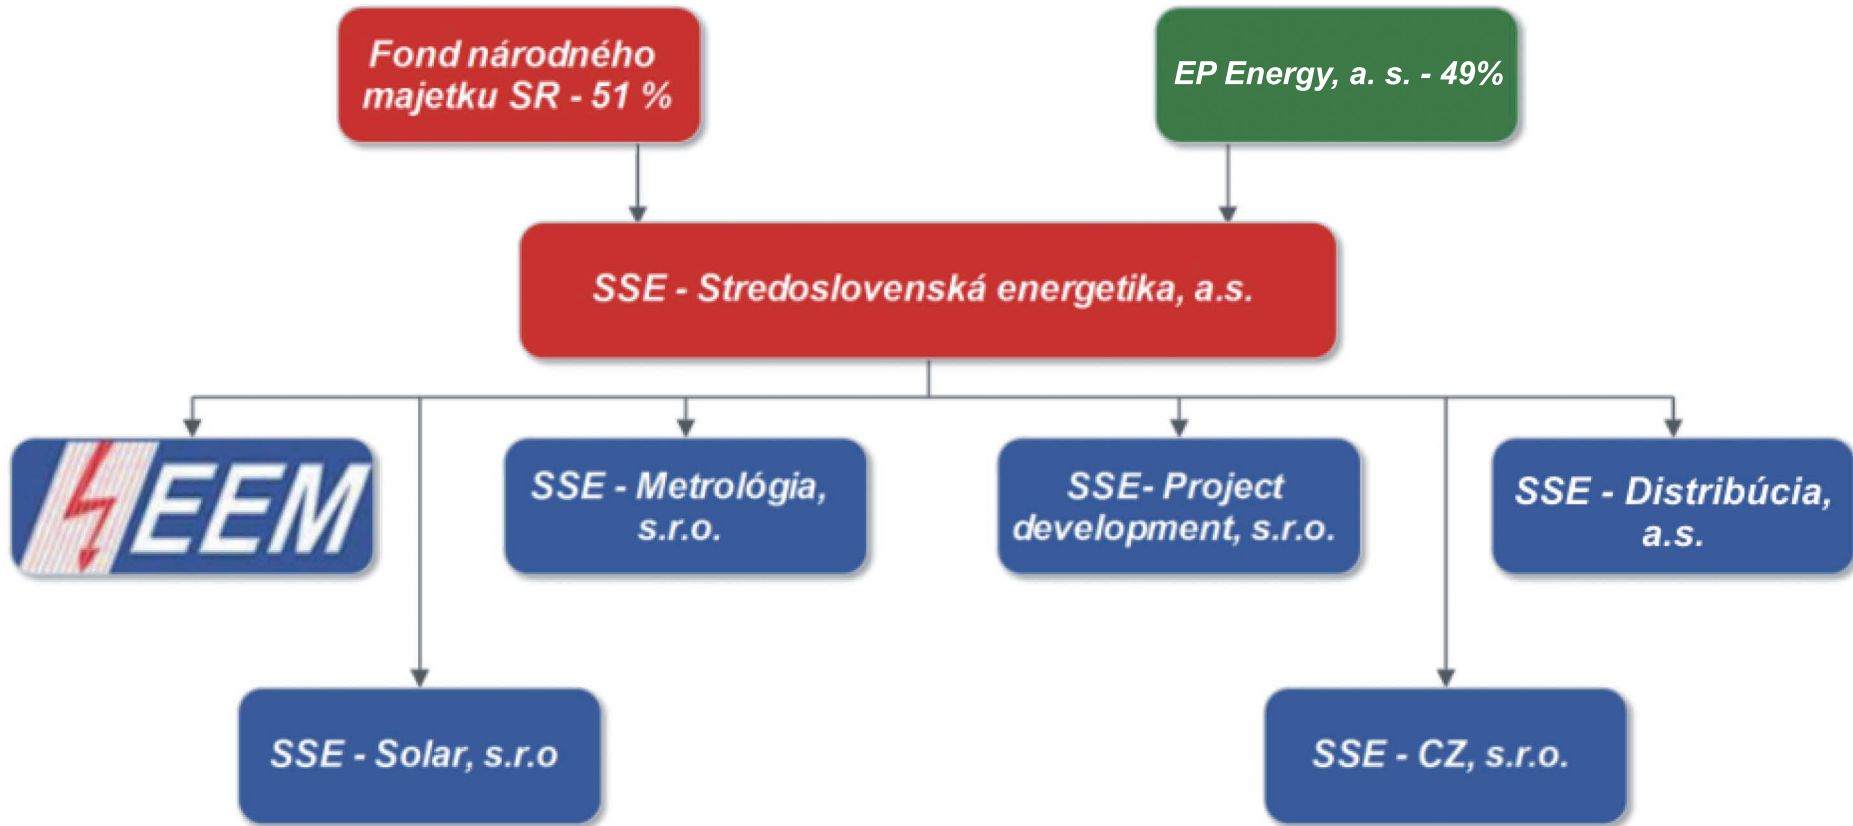 Fond národného
majetku SR - 51 %
EP Energy, a. s. - 49%
SSE - Stredoslovenská energetika, a.s.
EEM
SSE - Metrológia,
s.r.o.
SSE- Project
development, s.r.o.
SSE - Distribúcia,
a.s.
SSE - Solar, s.r.o
SSE - CZ, s.r.o.